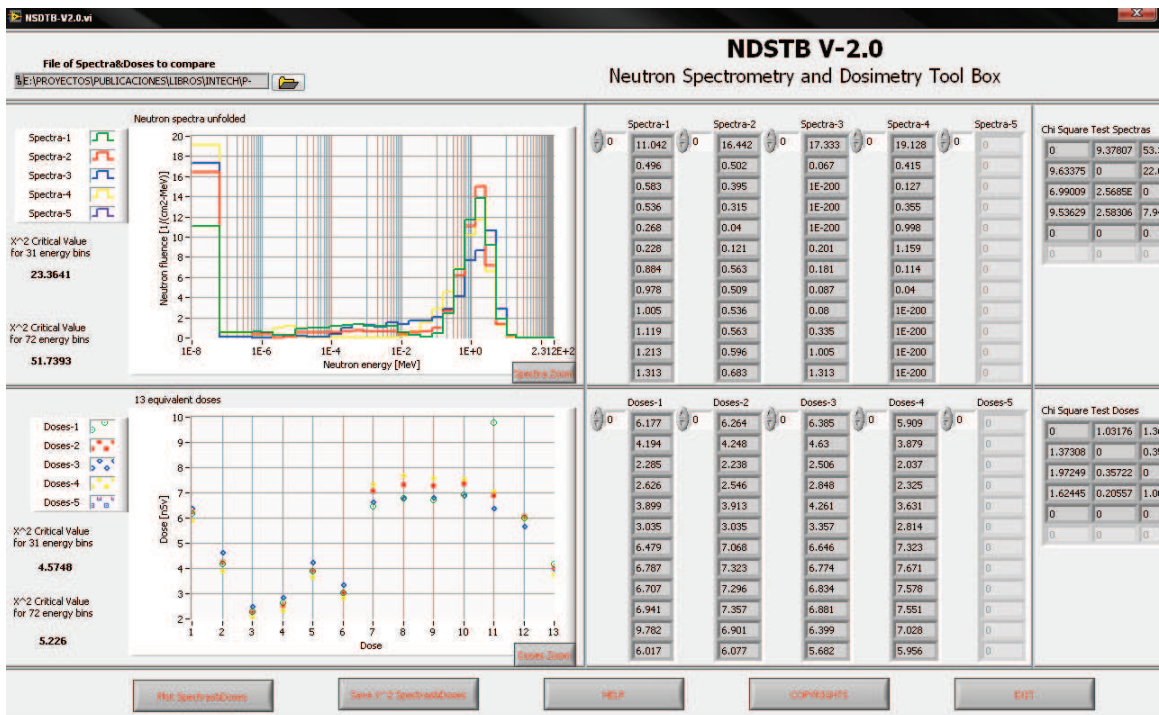 NSDTB-V2.0.vi
NDSTB V-2.0
Neutron Spectrometry and Dosimetry Tool Box
File of Spectra&Doses to compare
E:\PROYECTOS\PUBLICACIONES\LIBROS\INTECH\P-
Neutron spectra unfolded
Spectra-1
Spectra-2
Spectra-3
Spectra-4
Spectra-5
X^2 Critical Value
for 31 energy bins
23.3641
X^2 Critical Value
for 72 energy bins
51.7393
Neutron fluence [1/(cm2-MeV)]
20
18
16
14
12
10
8
6
4
2
0
1E-8 1E-6 1E-4 1E-2 1E+0 2.312E+2
Neutron energy [MeV]
Spectra Zoom
Spectra-1 Spectra-2 Spectra-3 Spectra-4 Spectra-5
0 11.042 0 16.442 0 17.333 0 19.128 0 0
0.496 0.502 0.067 0.415 0
0.583 0.395 1E-200 0.127 0
0.536 0.315 1E-200 0.355 0
0.268 0.04 1E-200 0.998 0
0.228 0.121 0.201 1.159 0
0.884 0.563 0.181 0.114 0
0.978 0.509 0.087 0.04 0
1.005 0.536 0.08 1E-200 0
1.119 0.563 0.335 1E-200 0
1.213 0.596 1.005 1E-200 0
1.313 0.683 1.313 1E-200 0
Chi Square Test Spectras
0 9.37807
9.63375 0
6.99009 2.5685E 0
9.53629 2.58306
0 0 0
0 0 0
13 equivalent doses
Doses-1
Doses-2
Doses-3
Doses-4
Doses-5
X^2 Critical Value
for 31 energy bins
4.5748
X^2 Critical Value
for 72 energy bins
5.226
Dose [nSv]
10
9
8
7
6
5
4
3
2
1 2 3 4 5 6 7 8 9 10 11 12 13
Dose
Doses Zoom
Doses-1 Doses-2 Doses-3 Doses-4 Doses-5
0 6.177 0 6.264 0 6.385 0 5.909 0 0
4.194 4.248 4.63 3.879 0
2.285 2.238 2.506 2.037 0
2.626 2.546 2.848 2.325 0
3.899 3.913 4.261 3.631 0
3.035 3.035 3.357 2.814 0
6.479 7.068 6.646 7.323 0
6.787 7.323 6.774 7.671 0
6.707 7.296 6.834 7.578 0
6.941 7.357 6.881 7.551 0
9.782 6.901 6.399 7.028 0
6.017 6.077 5.682 5.956 0
Chi Square Test Doses
0 1.03176
1.37308 0
1.97249 0.35722 0
1.62445 0.20557
0 0 0
0 0 0
Plot Spectras&Doses
Save X^2 Spectras&Doses
HELP
COPYRIGHTS
EXIT